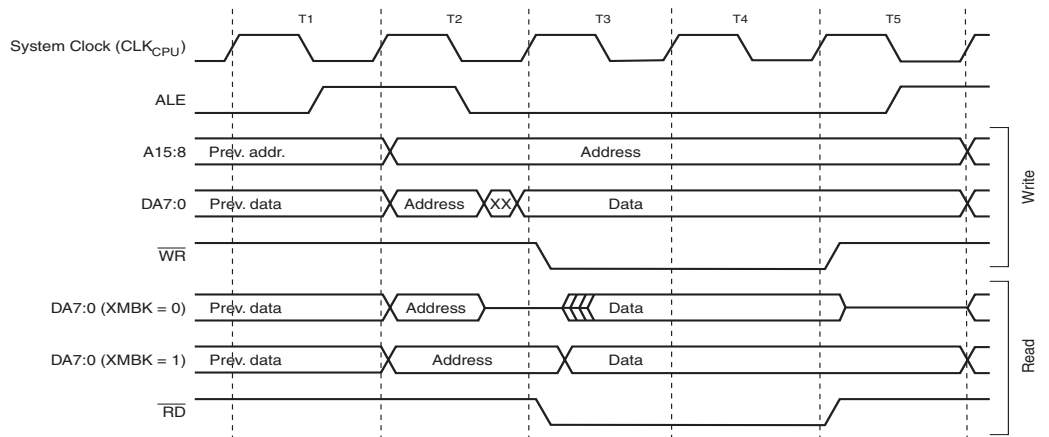 T1 T2 T3 T4 T5
System Clock (CLKCPU)
ALE
A15:8 Prev. addr. Address
DA7:0 Prev. data Address XX Data
WR
Write
DA7:0 (XMBK = 0) Prev. data Address Data
DA7:0 (XMBK = 1) Prev. data Address Data
RD
Read